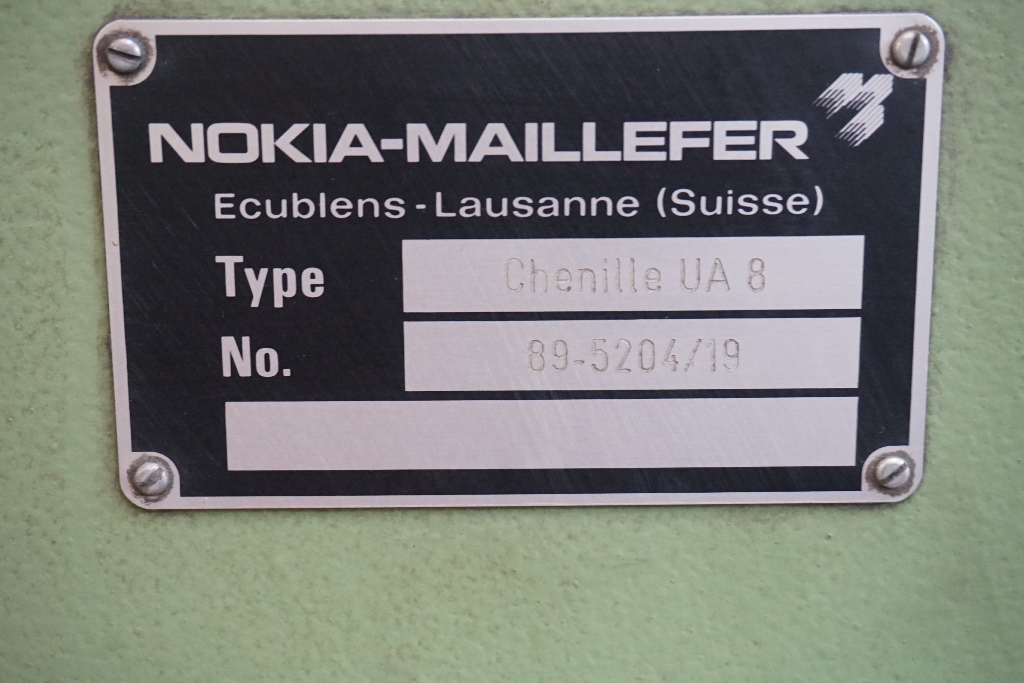 NOKIA-MAILLEFER
Ecublens - Lausanne (Suisse)
Type Chenille UA 8
No. 89-5204/19